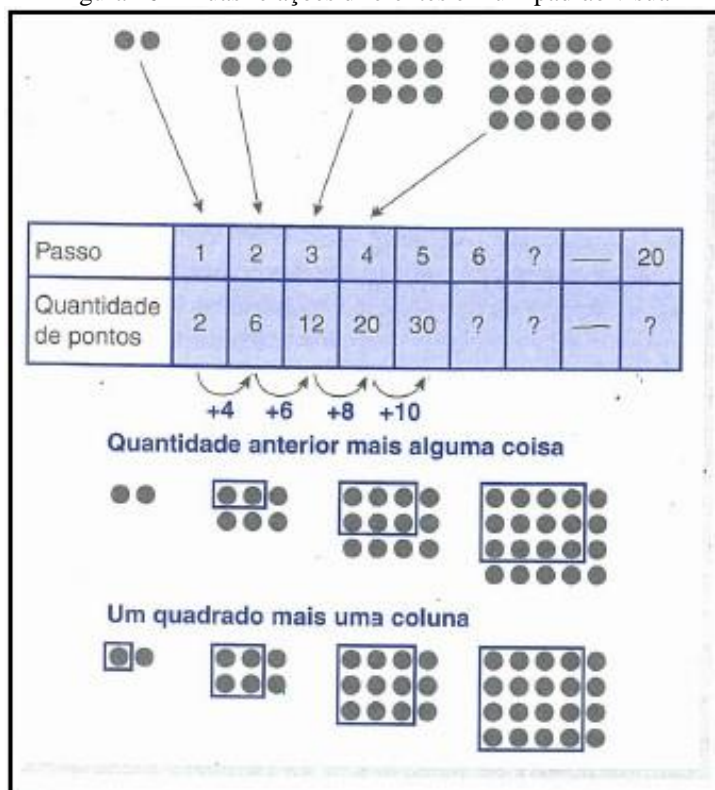 Passo 1 2 3 4 5 6 ? — 20
Quantidade
de pontos 2 6 12 20 30 ? ? — ?
+4 +6 +8 +10
Quantidade anterior mais alguma coisa
Um quadrado mais uma coluna